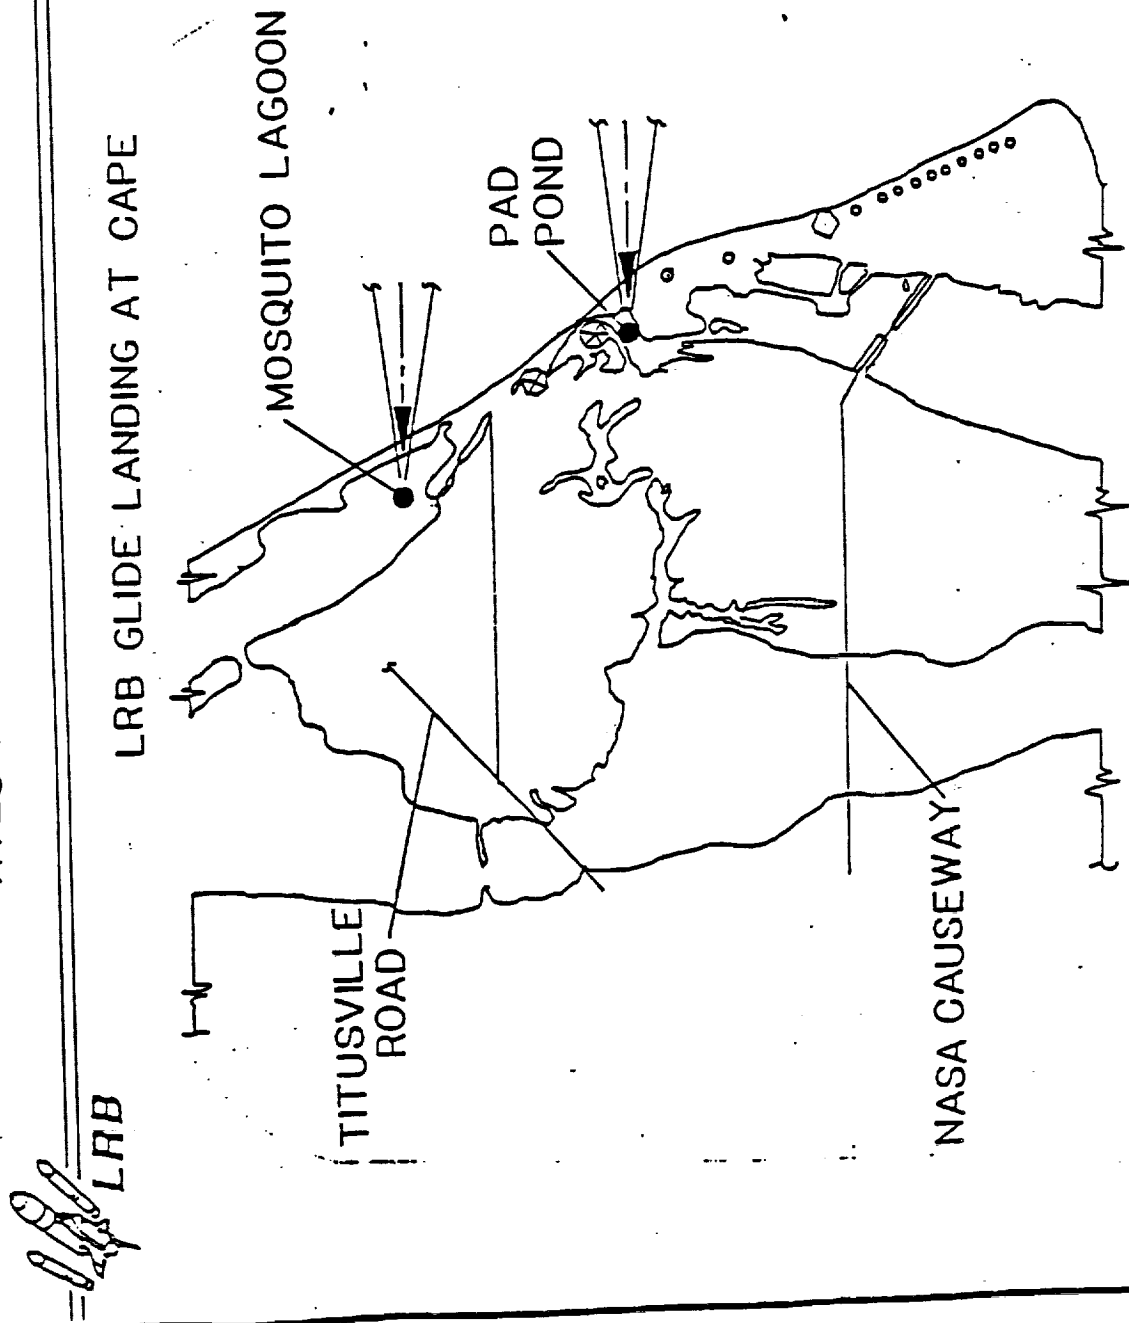 LRB
LRB GLIDE LANDING AT CAPE
MOSQUITO LAGOON
PAD
POND
TITUSVILLE
ROAD
NASA CAUSEWAY